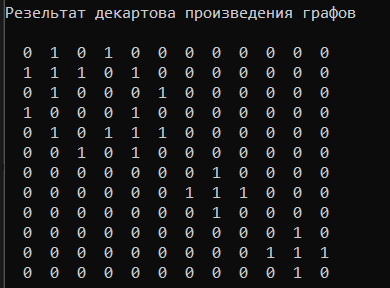 Резельтат декартова произведения графов
0 1 0 1 0 0 0 0 0 0 0 0
1 1 1 0 1 0 0 0 0 0 0 0
0 1 0 0 0 1 0 0 0 0 0 0
1 0 0 0 1 0 0 0 0 0 0 0
0 1 0 1 1 1 0 0 0 0 0 0
0 0 1 0 1 0 0 0 0 0 0 0
0 0 0 0 0 0 0 1 0 0 0 0
0 0 0 0 0 0 1 1 1 0 0 0
0 0 0 0 0 0 0 1 0 0 0 0
0 0 0 0 0 0 0 0 0 0 1 0
0 0 0 0 0 0 0 0 0 1 1 1
0 0 0 0 0 0 0 0 0 0 1 0